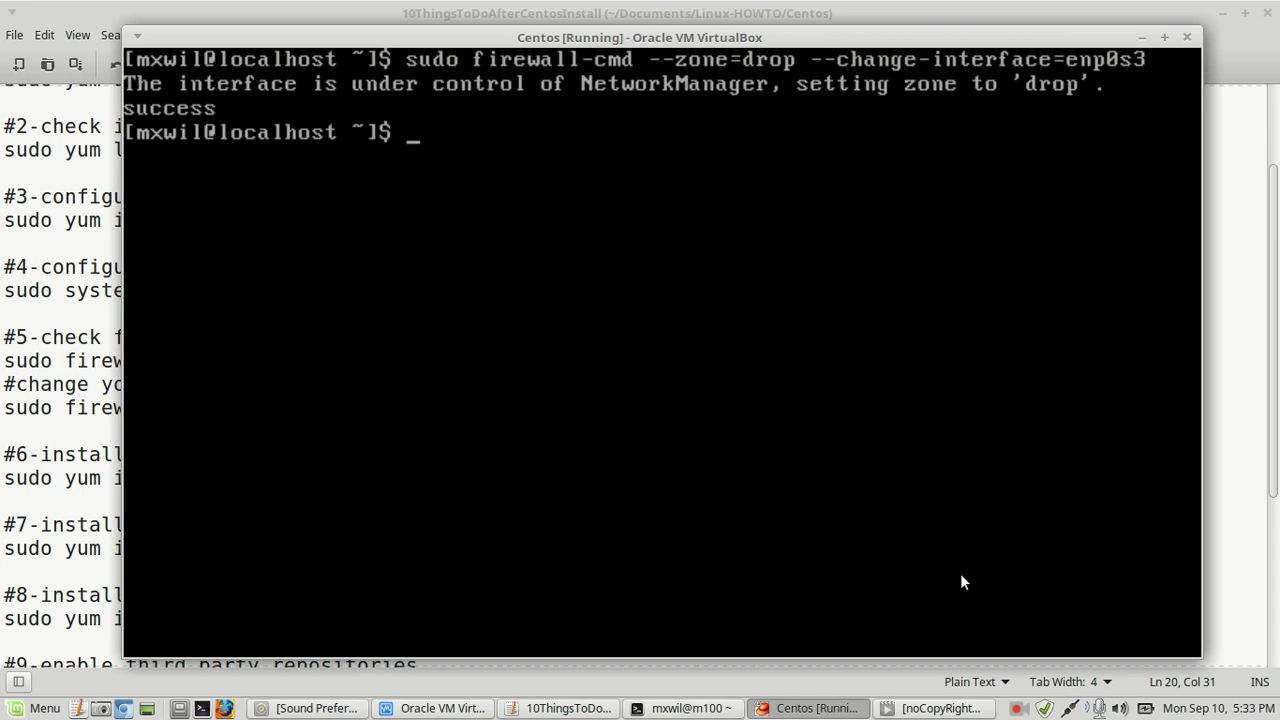 10ThingsToDoAfterCentosInstall (~/Documents/Linux-HOWTO/Centos)
File Edit View
Centos [Running] - Oracle VM VirtualBox
[mxwil@localhost ~]$ sudo firewall-cmd --zone=drop --change-interface=enp0s3
The interface is under control of NetworkManager, setting zone to 'drop'.
success
[mxwil@localhost ~]$ _
#2-check i
sudo yum l
#3-configu
sudo yum i
#4-configu
sudo syste
#5-check f
sudo firew
#change yo
sudo firew
#6-install
sudo yum i
#7-install
sudo yum i
#8-install
sudo yum i
#9-enable third party repositories
Plain Text Tab Width: 4 Ln 20, Col 31 INS
Menu [Sound Prefer... Oracle VM Virt... 10ThingsToDo... mxwil@m100 ~ Centos [Runni... [noCopyRight... Mon Sep 10, 5:33 PM